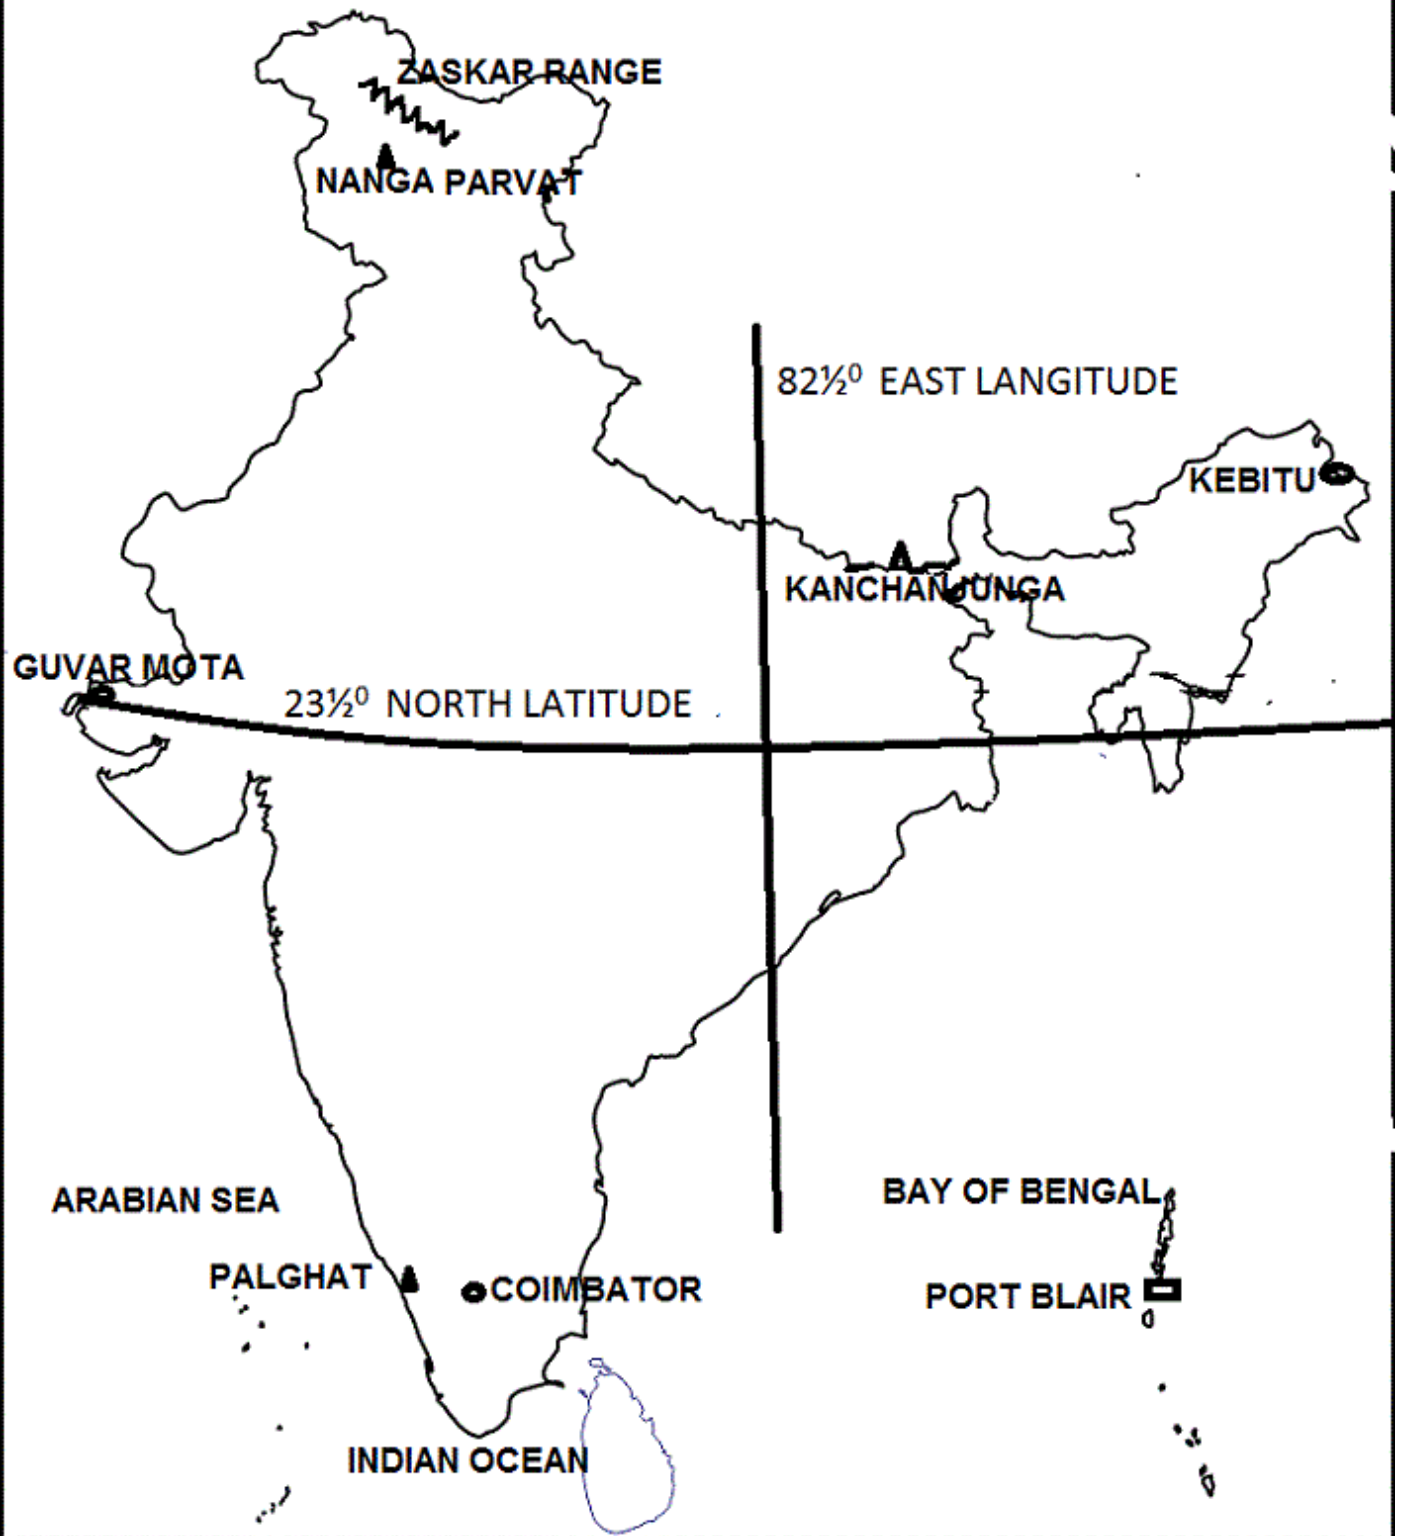 ZASKAR RANGE
NANGA PARVAT
82½⁰ EAST LANGITUDE
KEBITU
KANCHANJUNGA
GUVAR MOTA
23½⁰ NORTH LATITUDE
ARABIAN SEA
BAY OF BENGAL
PALGHAT
COIMBATOR
PORT BLAIR
INDIAN OCEAN